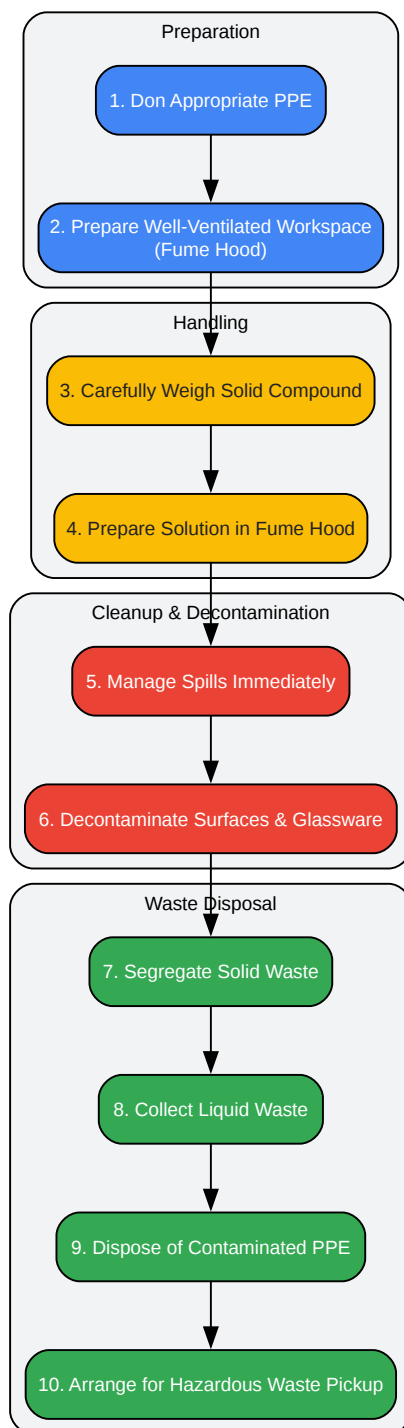 Preparation
1. Don Appropriate PPE
2. Prepare Well-Ventilated Workspace
(Fume Hood)
Handling
3. Carefully Weigh Solid Compound
4. Prepare Solution in Fume Hood
Cleanup & Decontamination
5. Manage Spills Immediately
6. Decontaminate Surfaces & Glassware
Waste Disposal
7. Segregate Solid Waste
8. Collect Liquid Waste
9. Dispose of Contaminated PPE
10. Arrange for Hazardous Waste Pickup